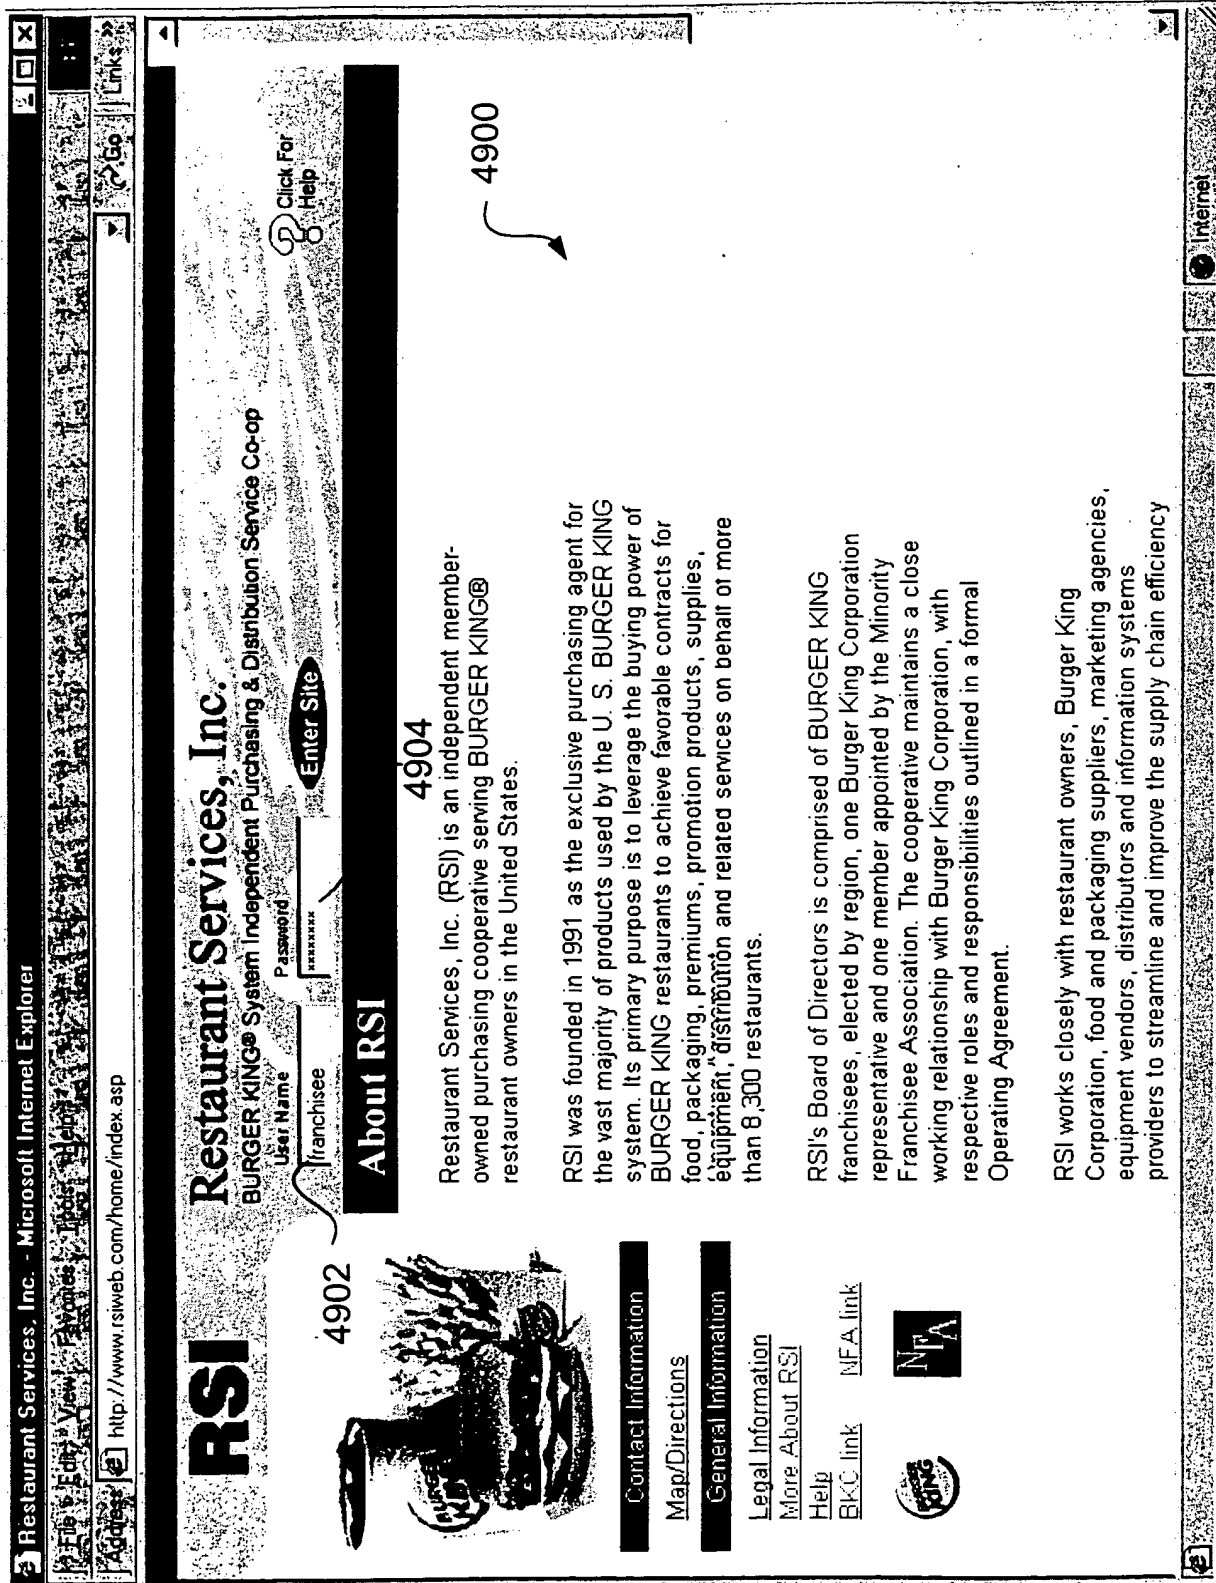 Restaurant Services, Inc. - Microsoft Internet Explorer
File Edit View Favorites Tools Help
Address http://www.rsiweb.com/home/index.asp Go Links »
RSI
Restaurant Services, Inc.
BURGER KING® System Independent Purchasing & Distribution Service Co-op
User Name Password
franchisee xxxxxxxx Enter Site
? Click For Help
About RSI
4902
4904
4900
BURGER
Contact Information
Map/Directions
General Information
Legal Information
More About RSI
Help
BKC link NFA link
BURGER KING
NFA
Restaurant Services, Inc. (RSI) is an independent member-
owned purchasing cooperative serving BURGER KING®
restaurant owners in the United States.
RSI was founded in 1991 as the exclusive purchasing agent for
the vast majority of products used by the U. S. BURGER KING
system. Its primary purpose is to leverage the buying power of
BURGER KING restaurants to achieve favorable contracts for
food, packaging, premiums, promotion products, supplies,
equipment, distribution and related services on behalf of more
than 8,300 restaurants.
RSI's Board of Directors is comprised of BURGER KING
franchisees, elected by region, one Burger King Corporation
representative and one member appointed by the Minority
Franchisee Association. The cooperative maintains a close
working relationship with Burger King Corporation, with
respective roles and responsibilities outlined in a formal
Operating Agreement.
RSI works closely with restaurant owners, Burger King
Corporation, food and packaging suppliers, marketing agencies,
equipment vendors, distributors and information systems
providers to streamline and improve the supply chain efficiency
Internet